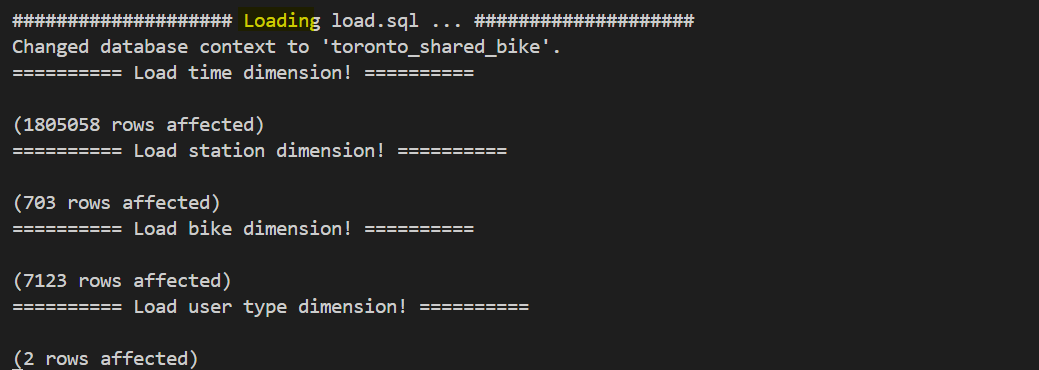 #################### Loading load.sql ... ####################
Changed database context to 'toronto_shared_bike'.
========== Load time dimension! ==========
(1805058 rows affected)
========== Load station dimension! ==========
(703 rows affected)
========== Load bike dimension! ==========
(7123 rows affected)
========== Load user type dimension! ==========
(2 rows affected)